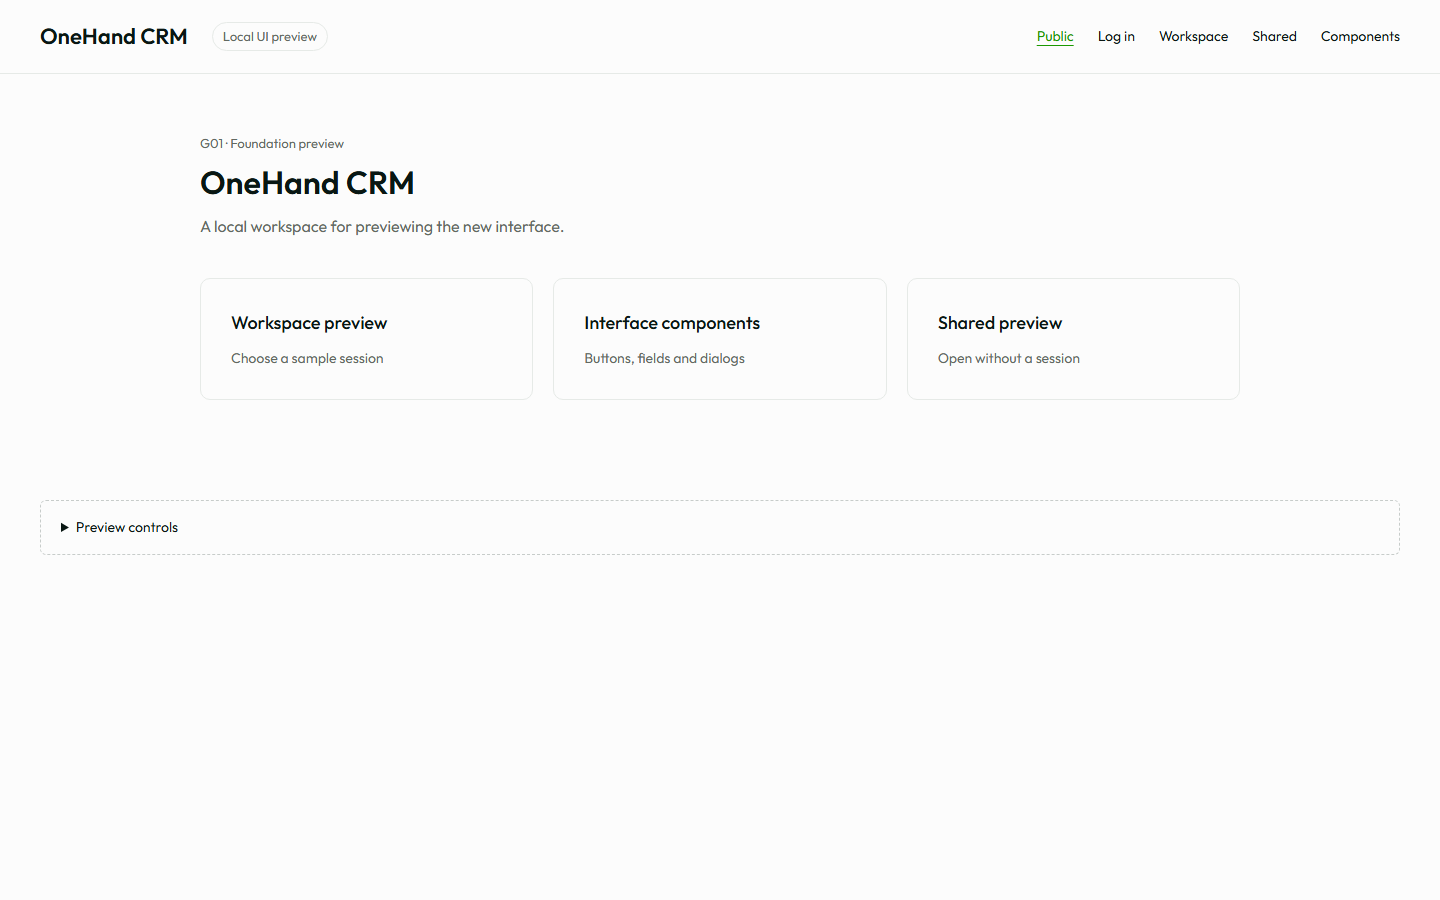 OneHand CRM
Local UI preview
Public
Log in
Workspace
Shared
Components
G01 · Foundation preview
OneHand CRM
A local workspace for previewing the new interface.
Workspace preview
Choose a sample session
Interface components
Buttons, fields and dialogs
Shared preview
Open without a session
Preview controls